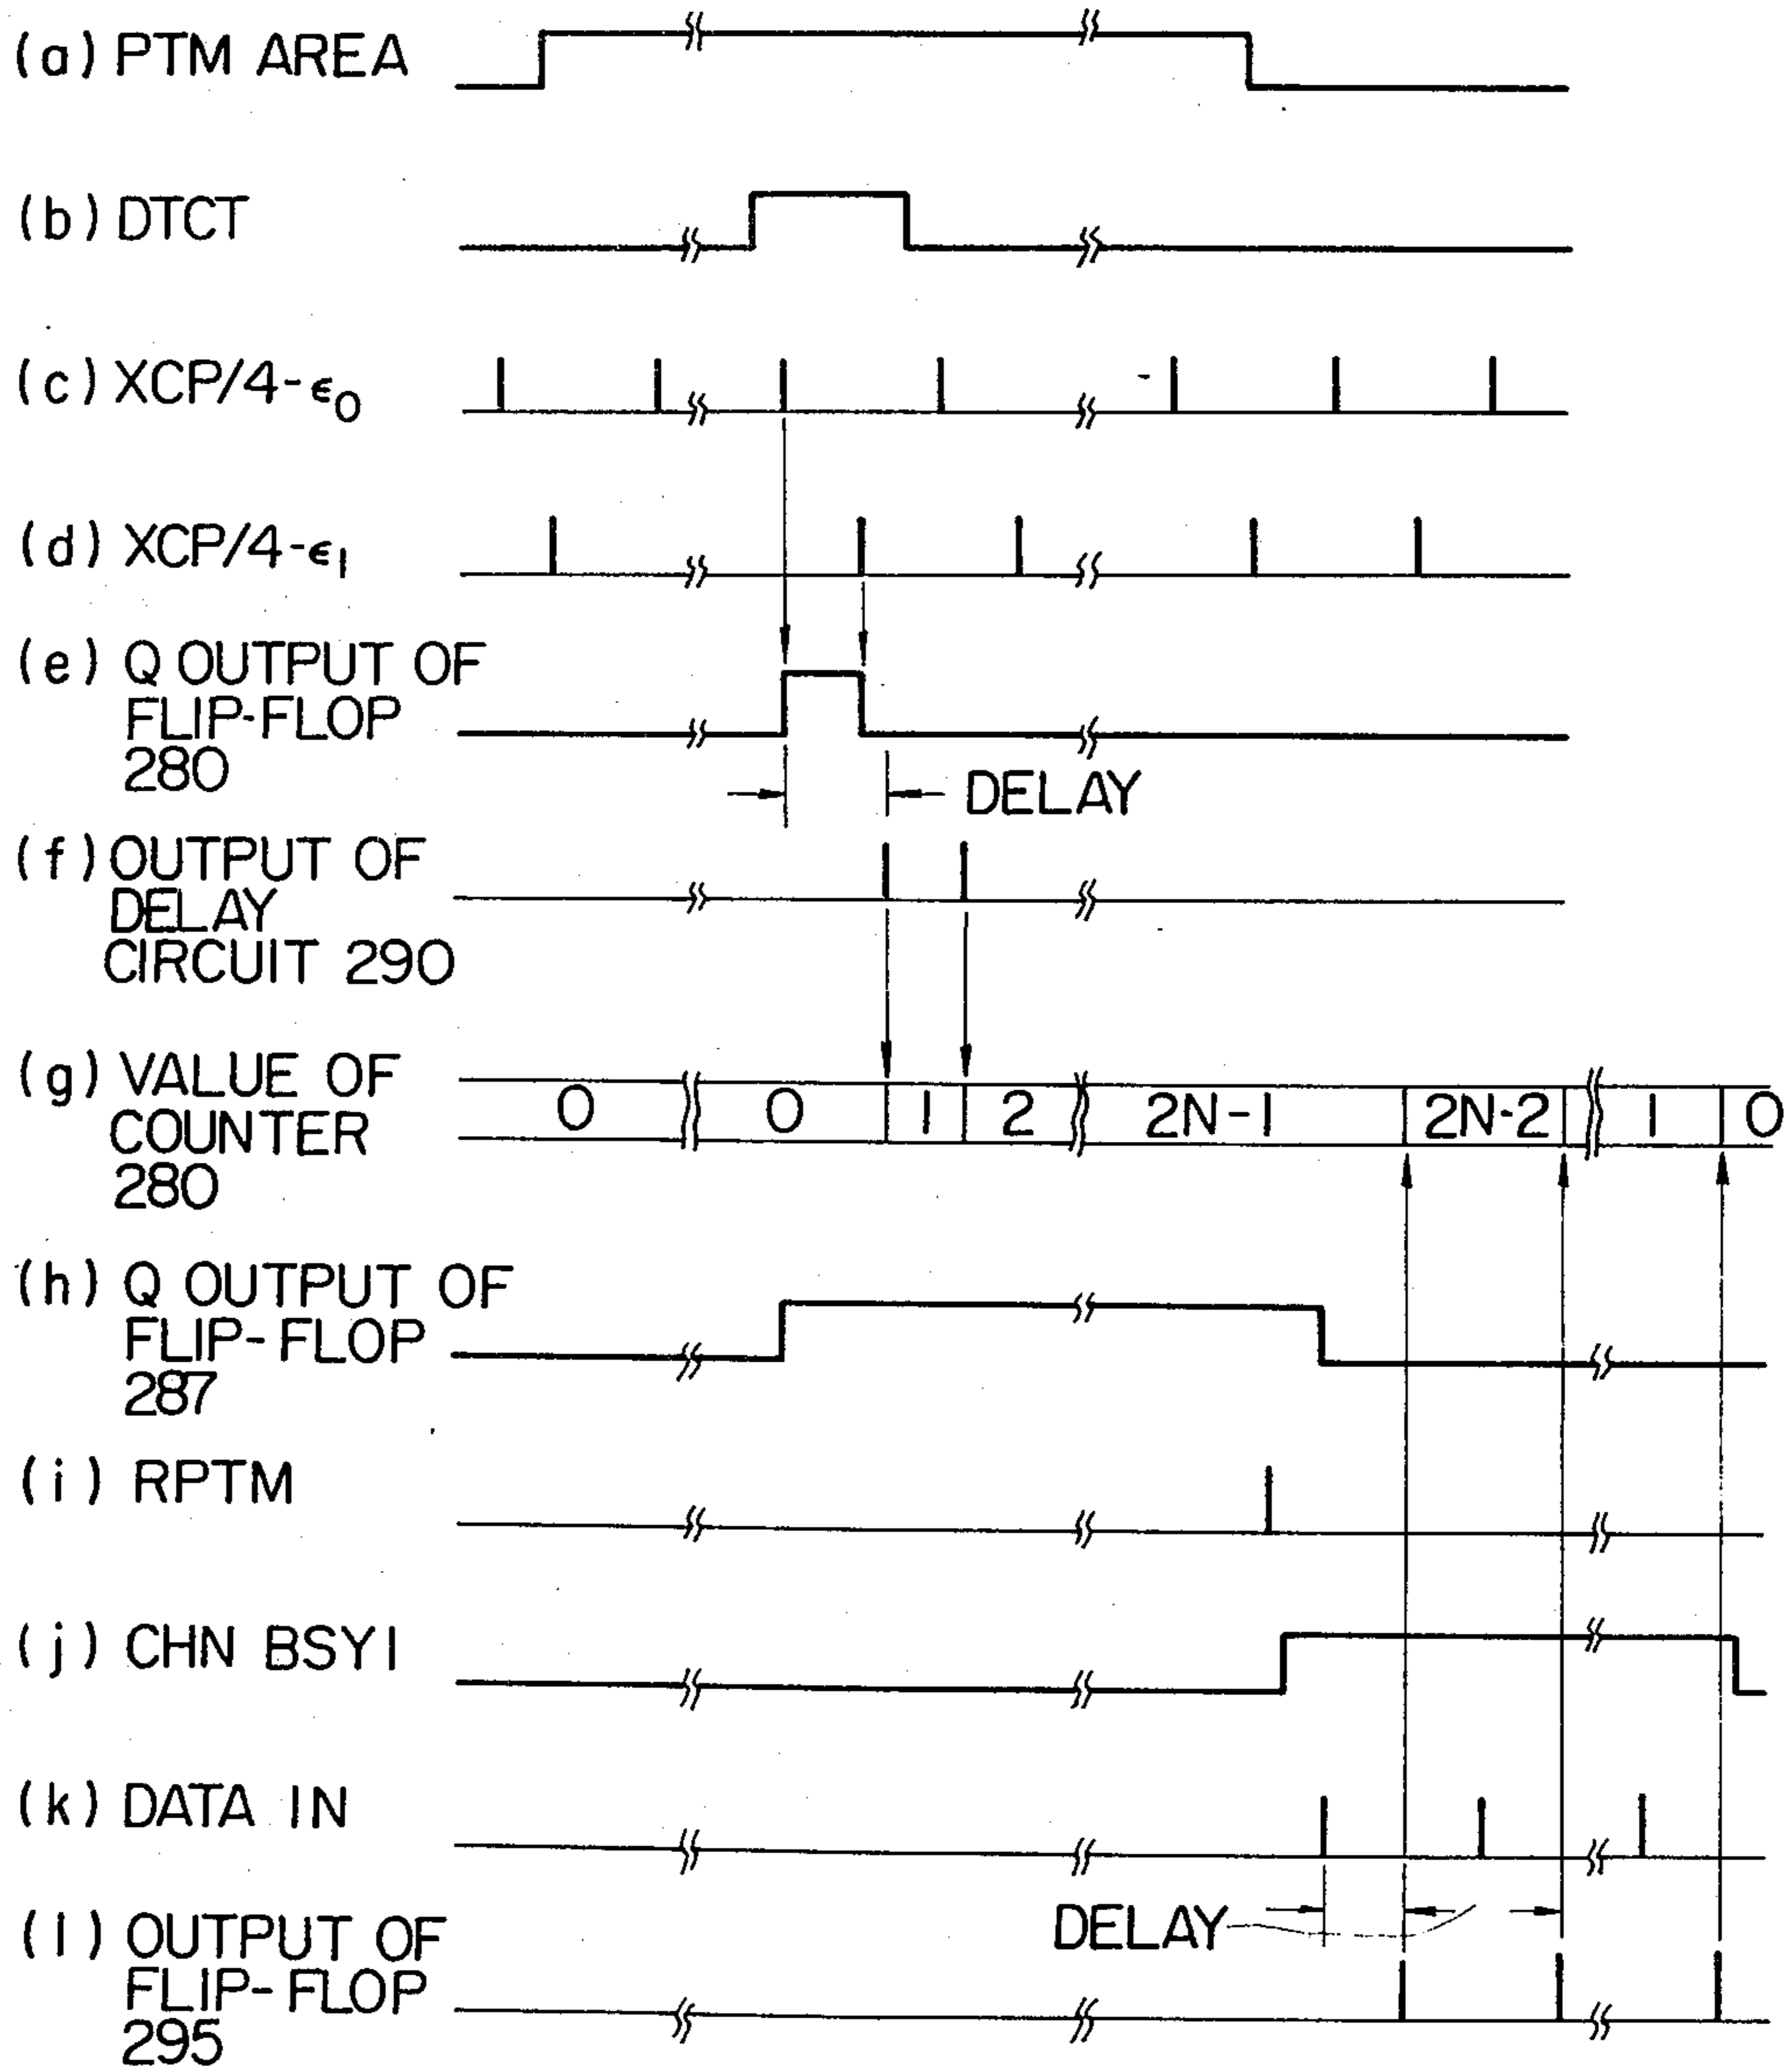 (a) PTM AREA
(b) DTCT
(c) XCP/4-ϵ0
(d) XCP/4-ϵ1
(e) Q OUTPUT OF
FLIP-FLOP
280
DELAY
(f) OUTPUT OF
DELAY
CIRCUIT 290
(g) VALUE OF
COUNTER
280
0 0 1 2 2N-1 2N-2 1 0
(h) Q OUTPUT OF
FLIP-FLOP
287
(i) RPTM
(j) CHN BSY1
(k) DATA IN
DELAY
(l) OUTPUT OF
FLIP-FLOP
295